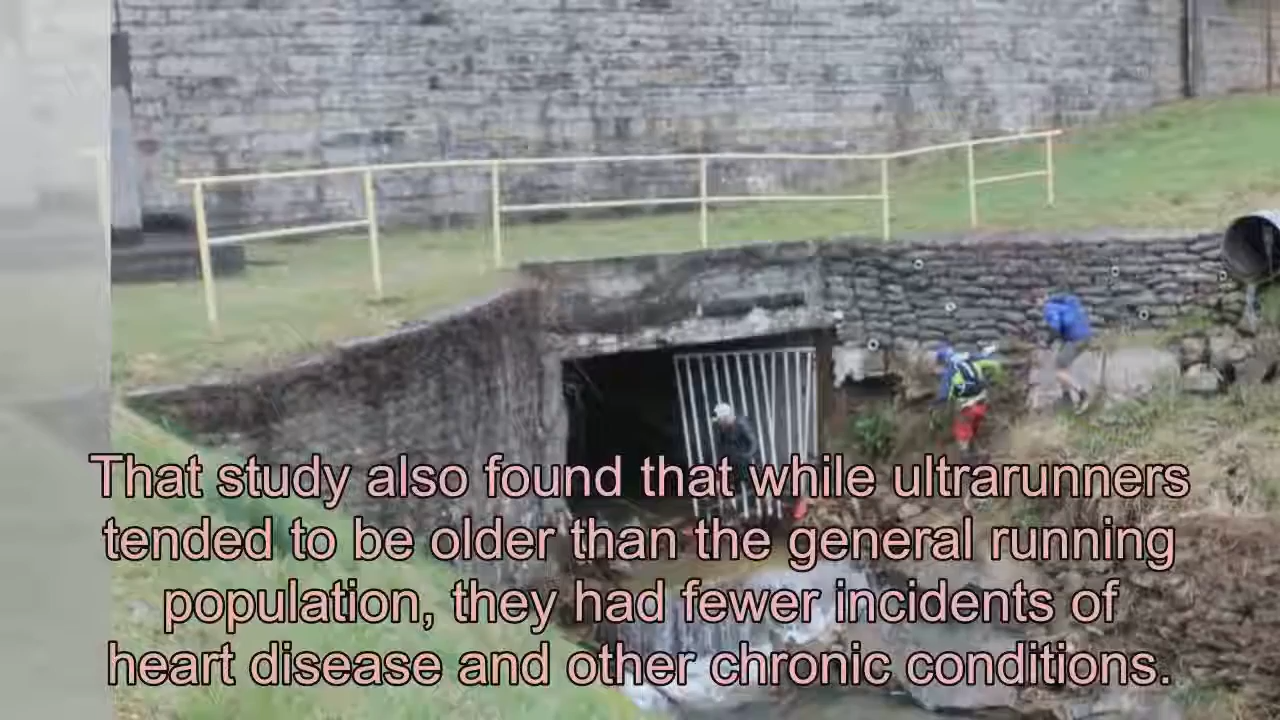 That study also found that while ultrarunners
tended to be older than the general running
population, they had fewer incidents of
heart disease and other chronic conditions.